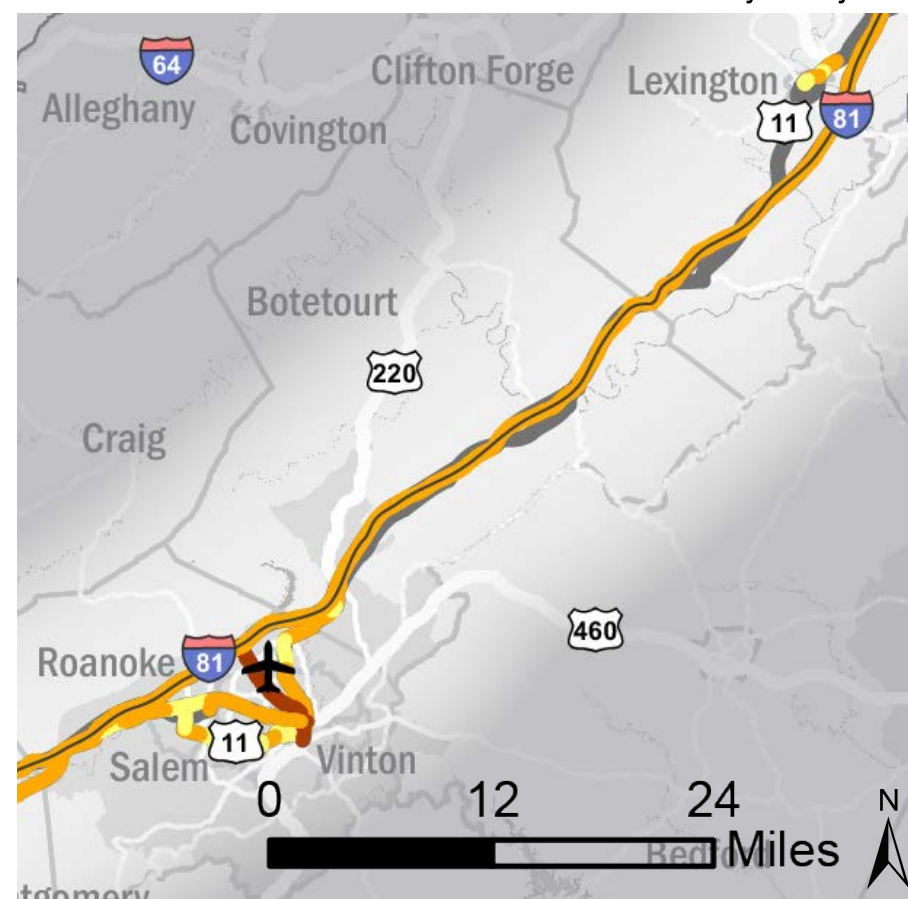 64
Alleghany
Clifton Forge
Covington
Lexington
11
81
Botetourt
220
Craig
460
Roanoke
81
11
Salem
Vinton
0 12 24
Miles
Bedford
N
tgomery